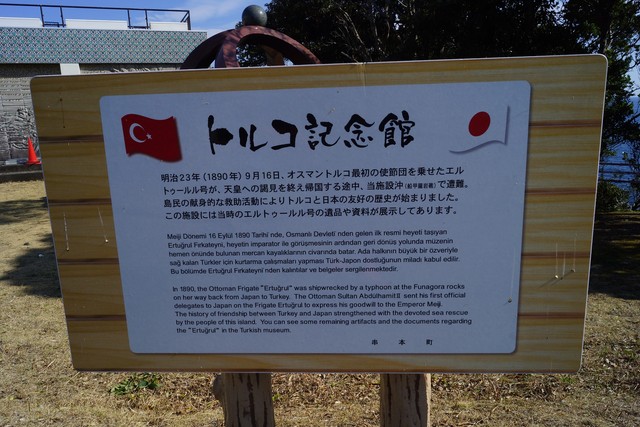 トルコ記念館
明治23年（1890年）9月16日、オスマントルコ最初の使節団を乗せたエル
トゥールル号が、天皇への謁見を終え帰国する途中、当施設沖（船甲羅岩礁）で遭難。
島民の献身的な救助活動によりトルコと日本の友好の歴史が始まりました。
この施設には当時のエルトゥールル号の遺品や資料が展示してあります。
Meiji Donemi 16 Eylül 1890 Tarihi nde, Osmanlı Devleti nden gelen ilk resmi heyeti taşıyan
Ertuğrul Fırkateyni, heyetin imparator ile görüşmesinin ardından geri dönüş yolunda müzenin
hemen önünde bulunan mercan kayalıklarının civarında batar. Ada halkının büyük bir özveriyle
sağ kalan Türkler için kurtarma çalışmaları yapması Türk-Japon dostluğunun miladı kabul edilir.
Bu bölümde Ertuğrul Fırkateyni'nden kalıntılar ve belgeler sergilenmektedir.
In 1890, the Ottoman Frigate "Ertuğrul" was shipwrecked by a typhoon at the Funagora rocks
on her way back from Japan to Turkey. The Ottoman Sultan AbdülhamitⅡ sent his first official
delegates to Japan on the Frigate Ertuğrul to express his goodwill to the Emperor Meiji.
The history of friendship between Turkey and Japan strengthened with the devoted sea rescue
by the people of this island. You can see some remaining artifacts and the documents regarding
the "Ertuğrul" in the Turkish museum.
串本町